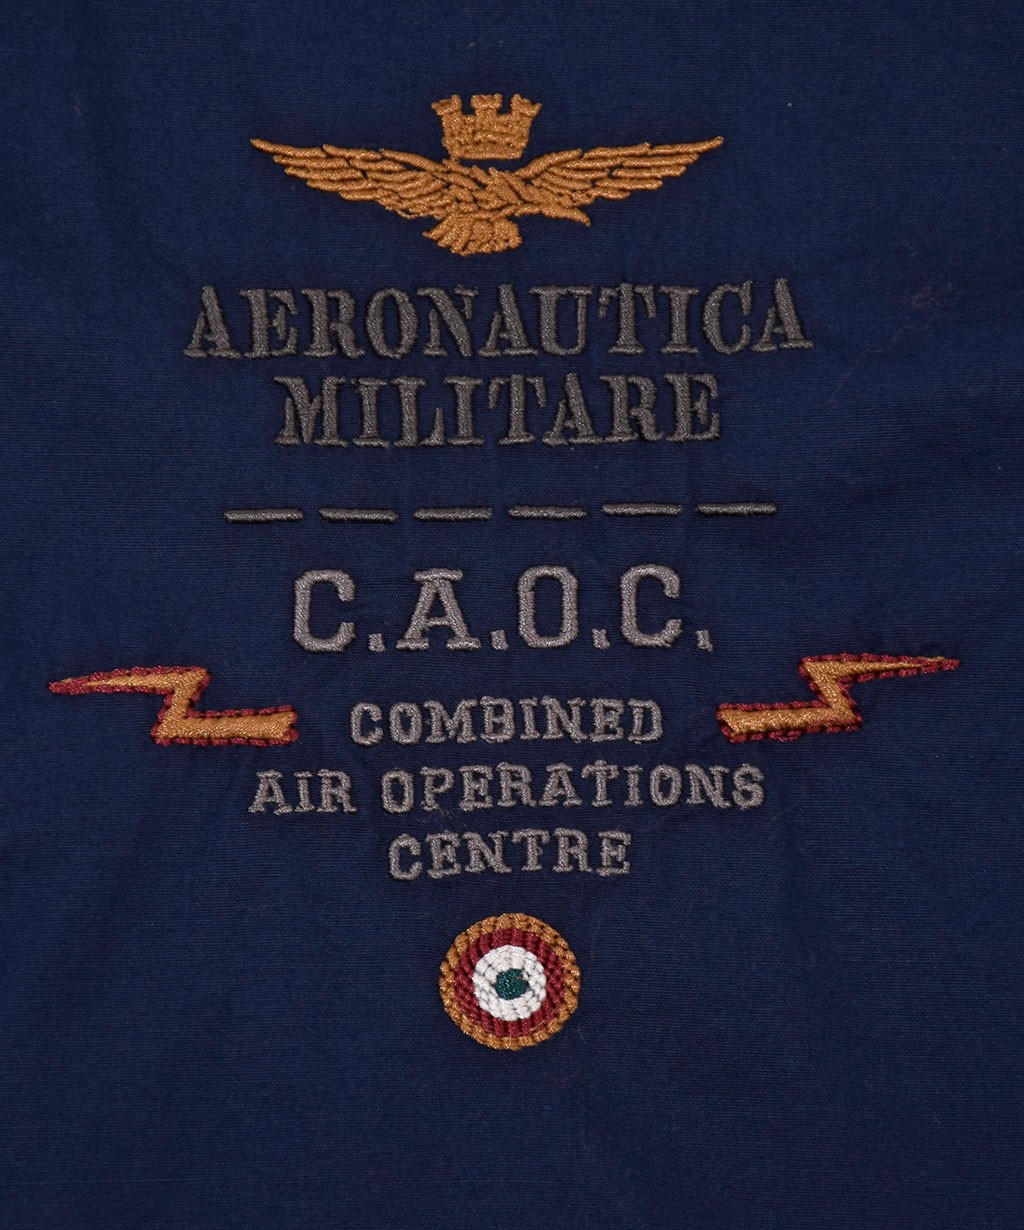 AERONAUTICA
MILITARE
C.A.O.C.
COMBINED
AIR OPERATIONS
CENTRE